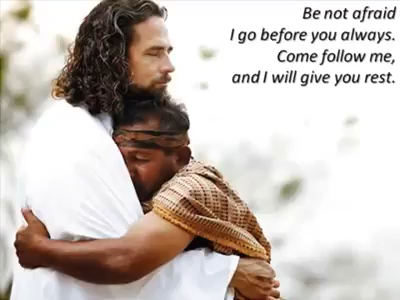 Be not afraid
I go before you always.
Come follow me,
and I will give you rest.